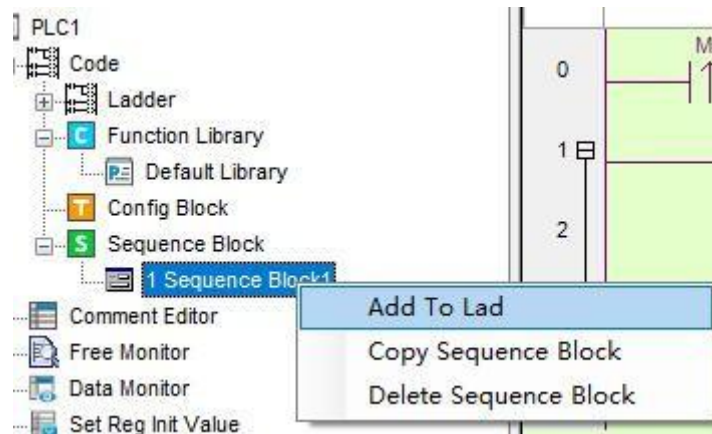 PLC1
Code
Ladder
Function Library
Default Library
Config Block
Sequence Block
1 Sequence Block1
Comment Editor
Free Monitor
Data Monitor
Set Reg Init Value
Add To Lad
Copy Sequence Block
Delete Sequence Block
0
M
1
2